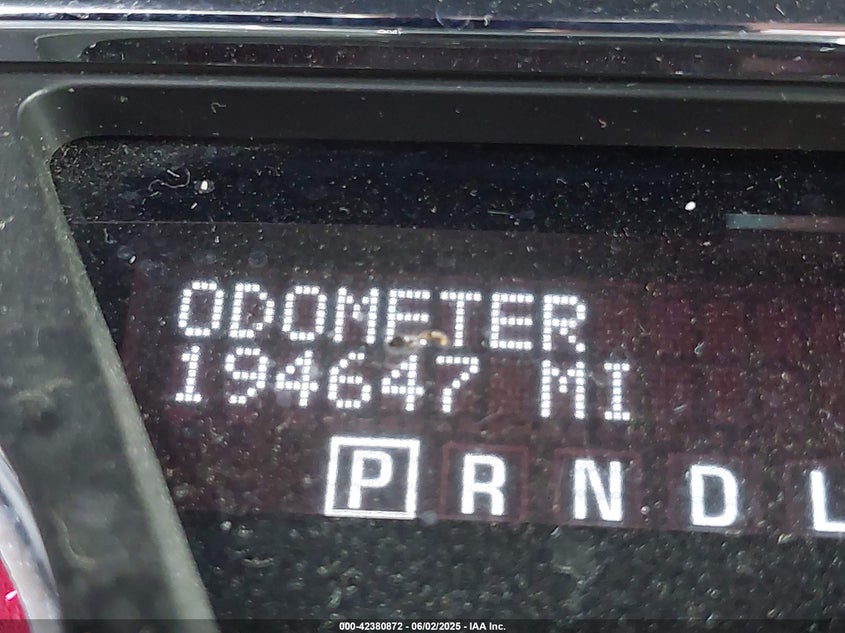 ODOMETER
194647 MI
P R N D L
000-42380872 - 06/02/2025 - IAA Inc.